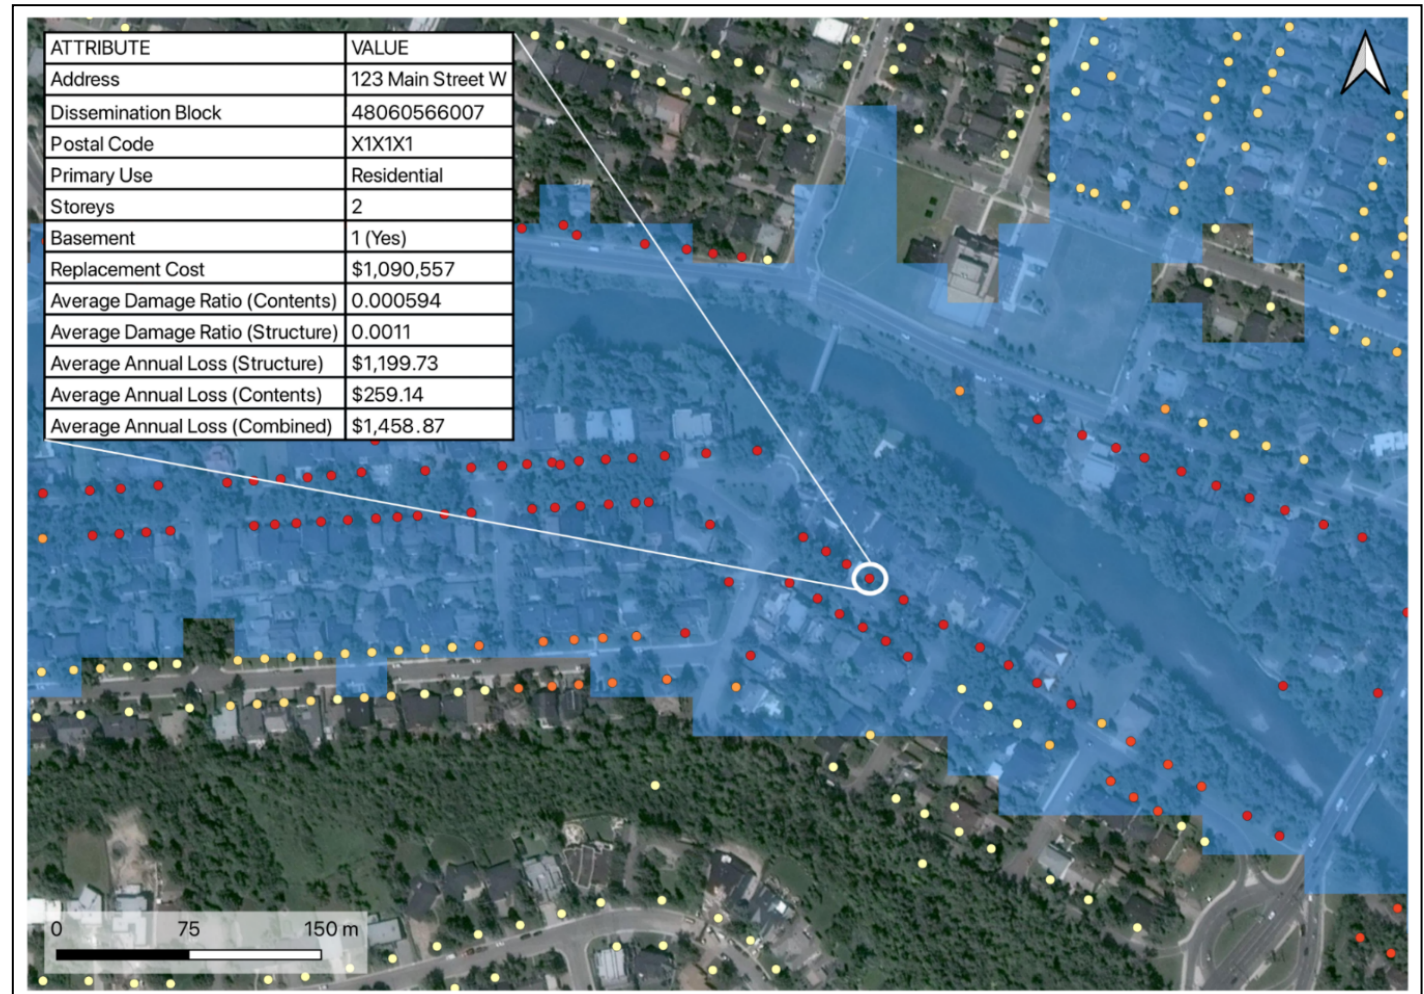 ATTRIBUTE VALUE
Address 123 Main Street W
Dissemination Block 48060566007
Postal Code X1X1X1
Primary Use Residential
Storeys 2
Basement 1 (Yes)
Replacement Cost $1,090,557
Average Damage Ratio (Contents) 0.000594
Average Damage Ratio (Structure) 0.0011
Average Annual Loss (Structure) $1,199.73
Average Annual Loss (Contents) $259.14
Average Annual Loss (Combined) $1,458.87
0 75 150 m